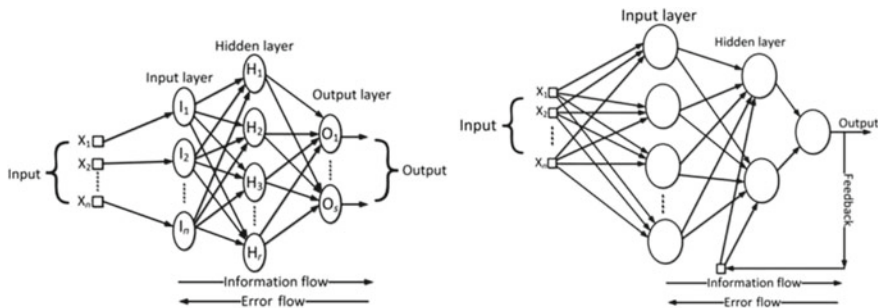 Hidden layer
Input layer
Output layer
Input
X1
X2
Xn
I1
I2
In
H1
H2
H3
Hr
O1
Os
Output
Information flow
Error flow
Input layer
Hidden layer
Input
X1
X2
Xn
Output
Feedback
Information flow
Error flow